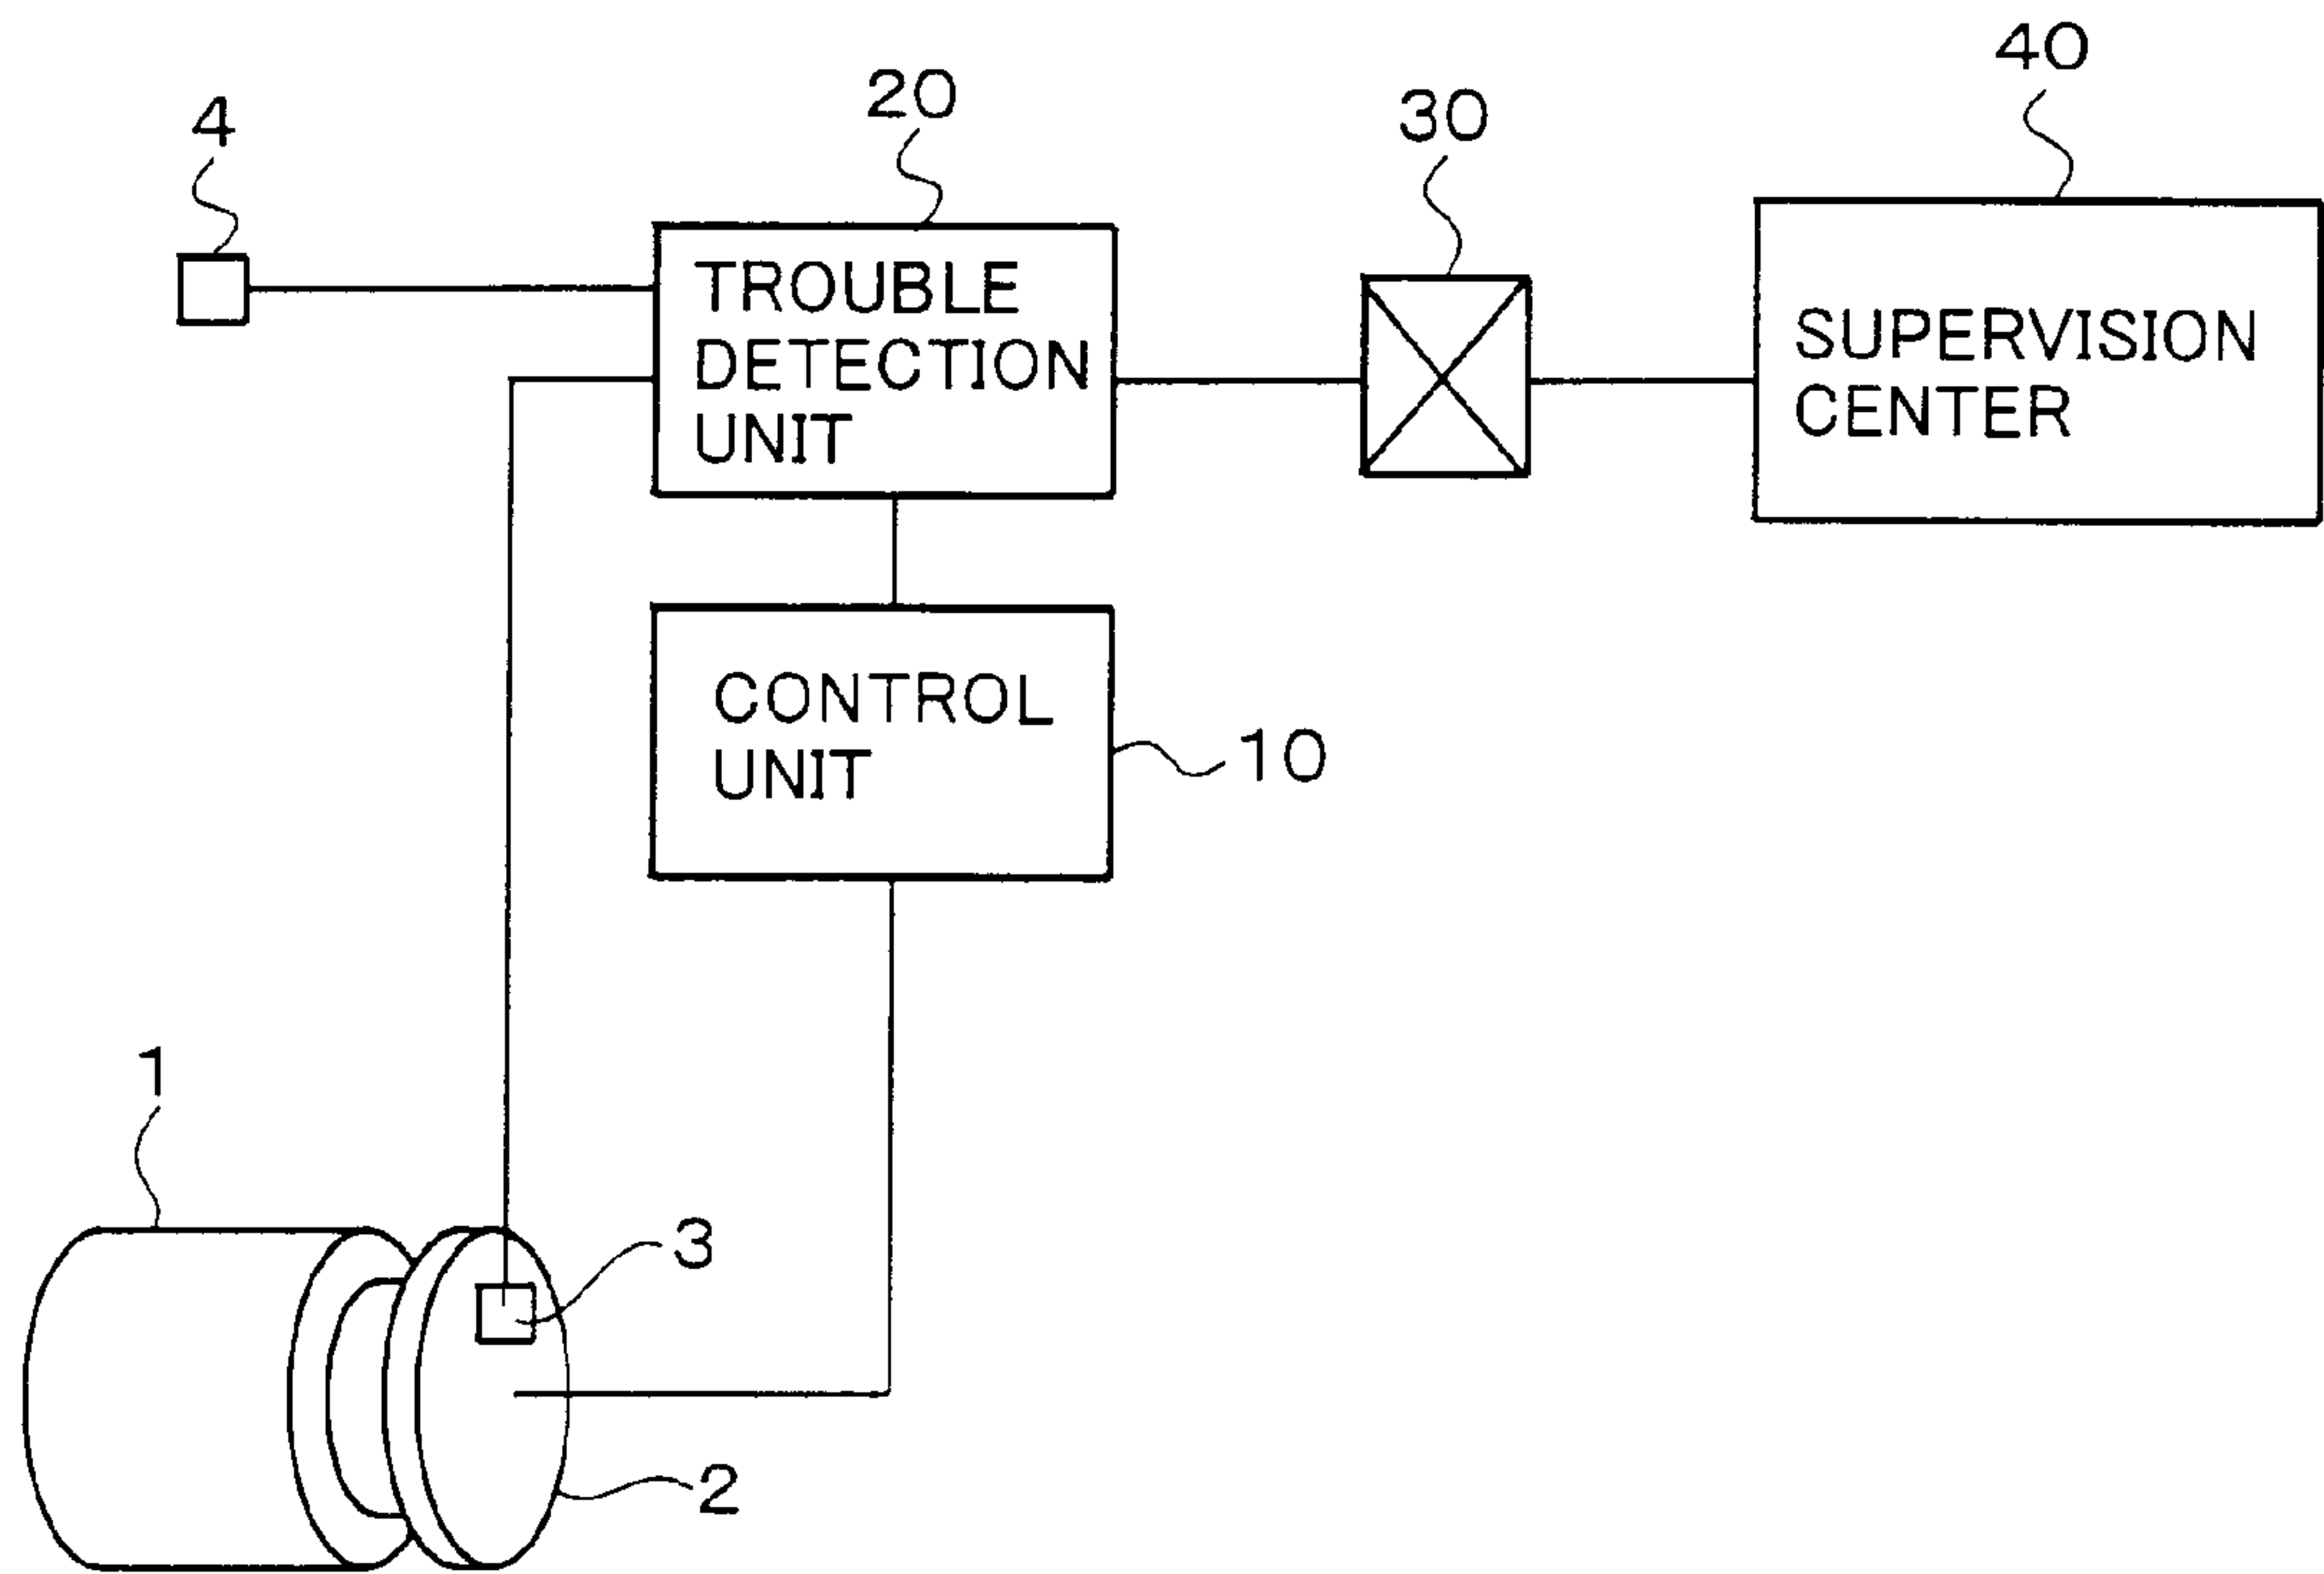 40
20
30
4
TROUBLE
DETECTION
UNIT
SUPERVISION
CENTER
CONTROL
UNIT
10
1
3
2